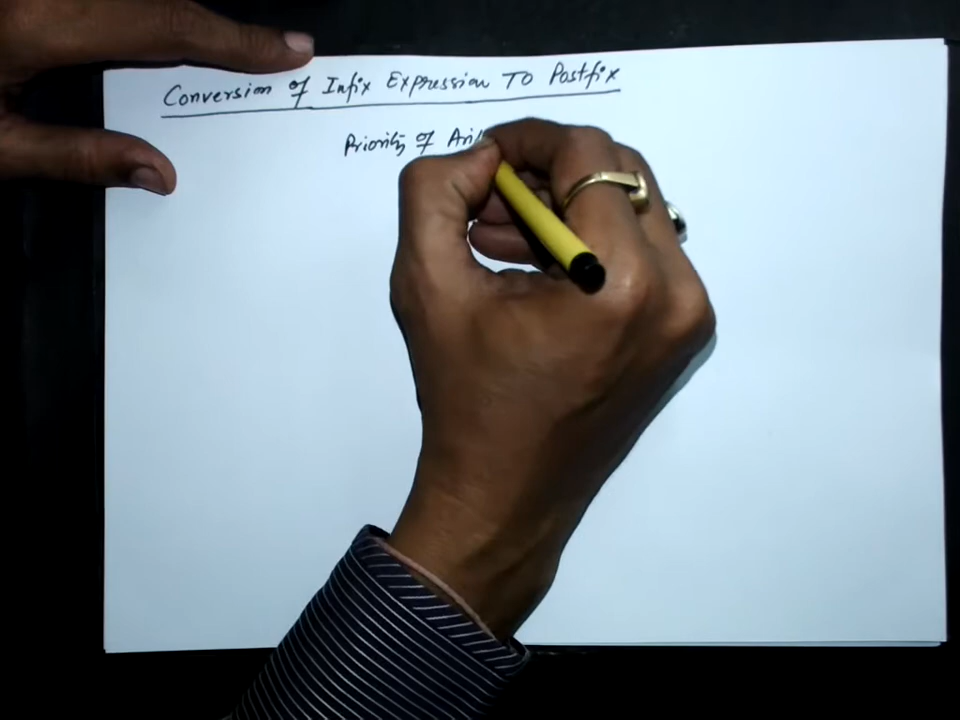 Conversion of Infix Expression To Postfix
Priority of